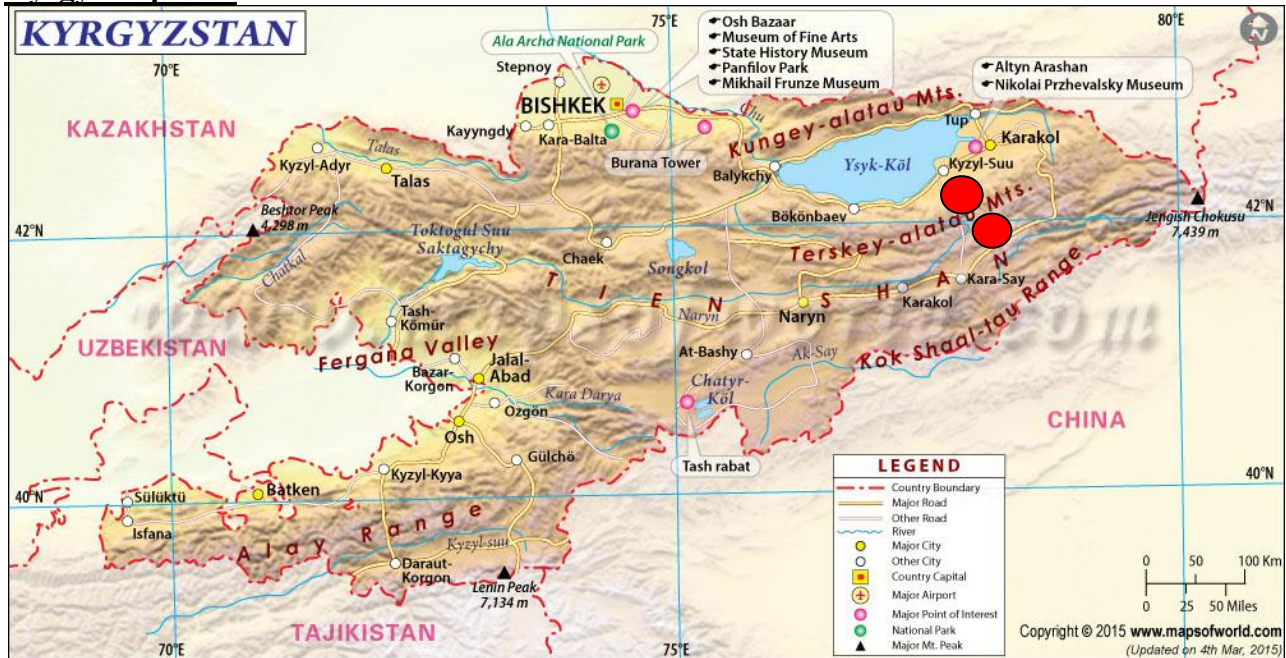 KYRGYZSTAN
70°E
75°E
80°E
Ala Archa National Park
Osh Bazaar
Museum of Fine Arts
State History Museum
Panfilov Park
Mikhail Frunze Museum
Altyn Arashan
Nikolai Przhevalsky Museum
Stepnoy
BISHKEK
KAZAKHSTAN
Kayyngdy
Kara-Balta
Chu
Kungey-alatau Mts.
Tup
Karakol
Burana Tower
Kyzyl-Adyr
Talas
Talas
Ysyk-Köl
Kyzyl-Suu
Balykchy
Beshtor Peak
4,298 m
Bökönbaev
Terskey-alatau Mts.
Jengish Chokusu
7,439 m
42°N
42°N
Toktogul Suu
Saktagychy
Chaek
Songkol
Chatkal
TIEN SHAN
Kara-Say
Karakol
Naryn
Naryn
Tash-
Kömür
UZBEKISTAN
Fergana Valley
At-Bashy
Ak-Say
Kok Shaal-tau Range
Bazar-
Korgon
Jalal-
Abad
Kara Darya
Chatyr-
Köl
Ozgön
CHINA
Osh
Gülchö
Tash rabat
Kyzyl-Kyya
40°N
40°N
Sülüktü
Batken
Isfana
Alay Range
Kyzyl-suu
Daraut-
Korgon
Lenin Peak
7,134 m
TAJIKISTAN
70°E
75°E
LEGEND
Country Boundary
Major Road
Other Road
River
Major City
Other City
Country Capital
Major Airport
Major Point of Interest
National Park
Major Mt. Peak
0 50 100 Km
0 25 50 Miles
Copyright © 2015 www.mapsofworld.com
(Updated on 4th Mar, 2015)